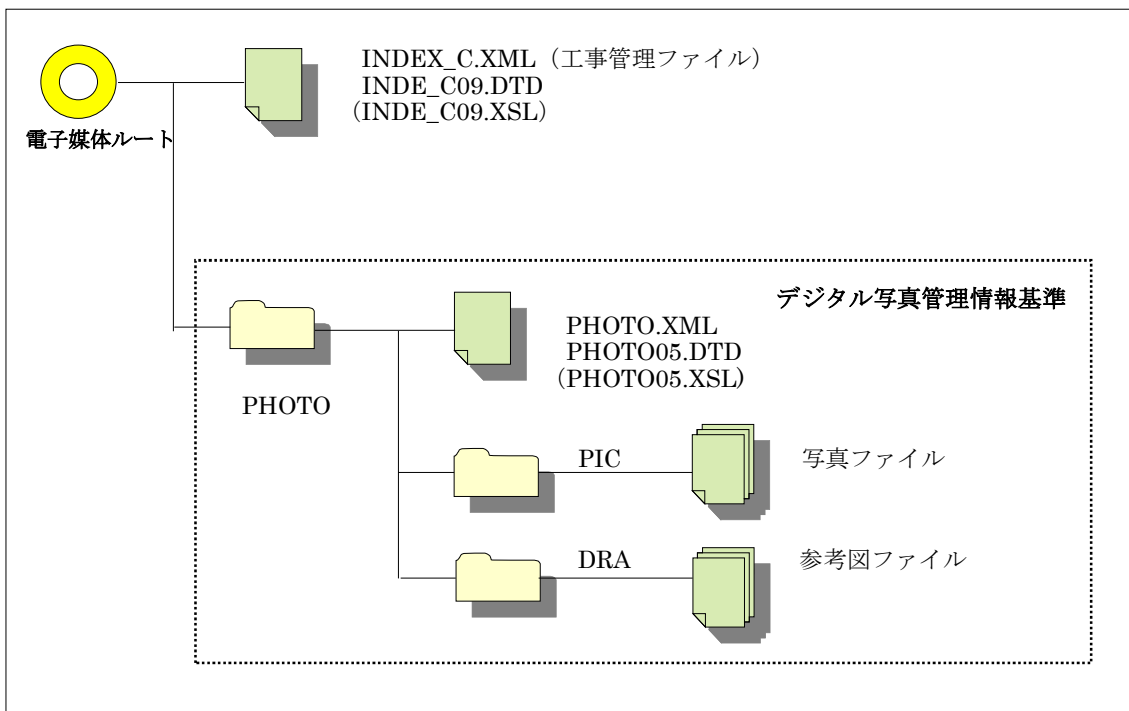 INDEX_C.XML（工事管理ファイル）
INDE_C09.DTD
(INDE_C09.XSL)
電子媒体ルート
デジタル写真管理情報基準
PHOTO.XML
PHOTO05.DTD
(PHOTO05.XSL)
PHOTO
PIC
写真ファイル
DRA
参考図ファイル